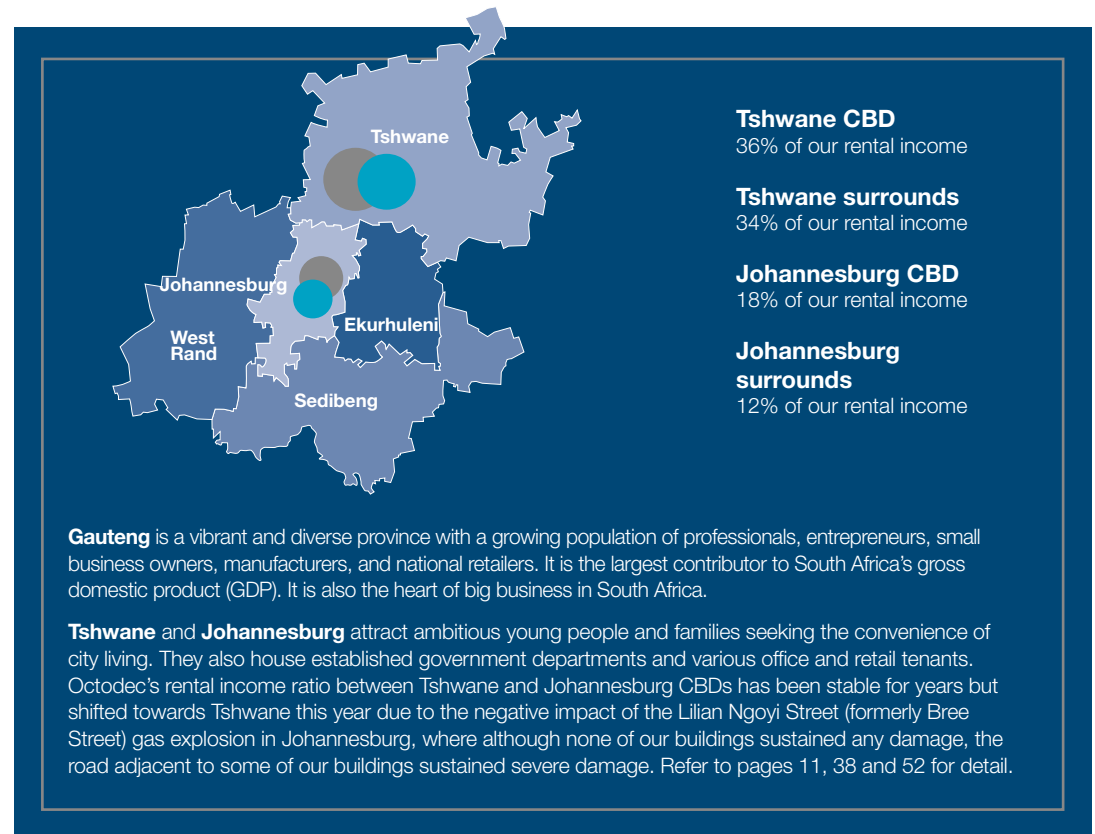 Tshwane
Johannesburg
West
Rand
Ekurhuleni
Sedibeng
Tshwane CBD
36% of our rental income
Tshwane surrounds
34% of our rental income
Johannesburg CBD
18% of our rental income
Johannesburg
surrounds
12% of our rental income
Gauteng is a vibrant and diverse province with a growing population of professionals, entrepreneurs, small
business owners, manufacturers, and national retailers. It is the largest contributor to South Africa’s gross
domestic product (GDP). It is also the heart of big business in South Africa.
Tshwane and Johannesburg attract ambitious young people and families seeking the convenience of
city living. They also house established government departments and various office and retail tenants.
Octodec’s rental income ratio between Tshwane and Johannesburg CBDs has been stable for years but
shifted towards Tshwane this year due to the negative impact of the Lilian Ngoyi Street (formerly Bree
Street) gas explosion in Johannesburg, where although none of our buildings sustained any damage, the
road adjacent to some of our buildings sustained severe damage. Refer to pages 11, 38 and 52 for detail.